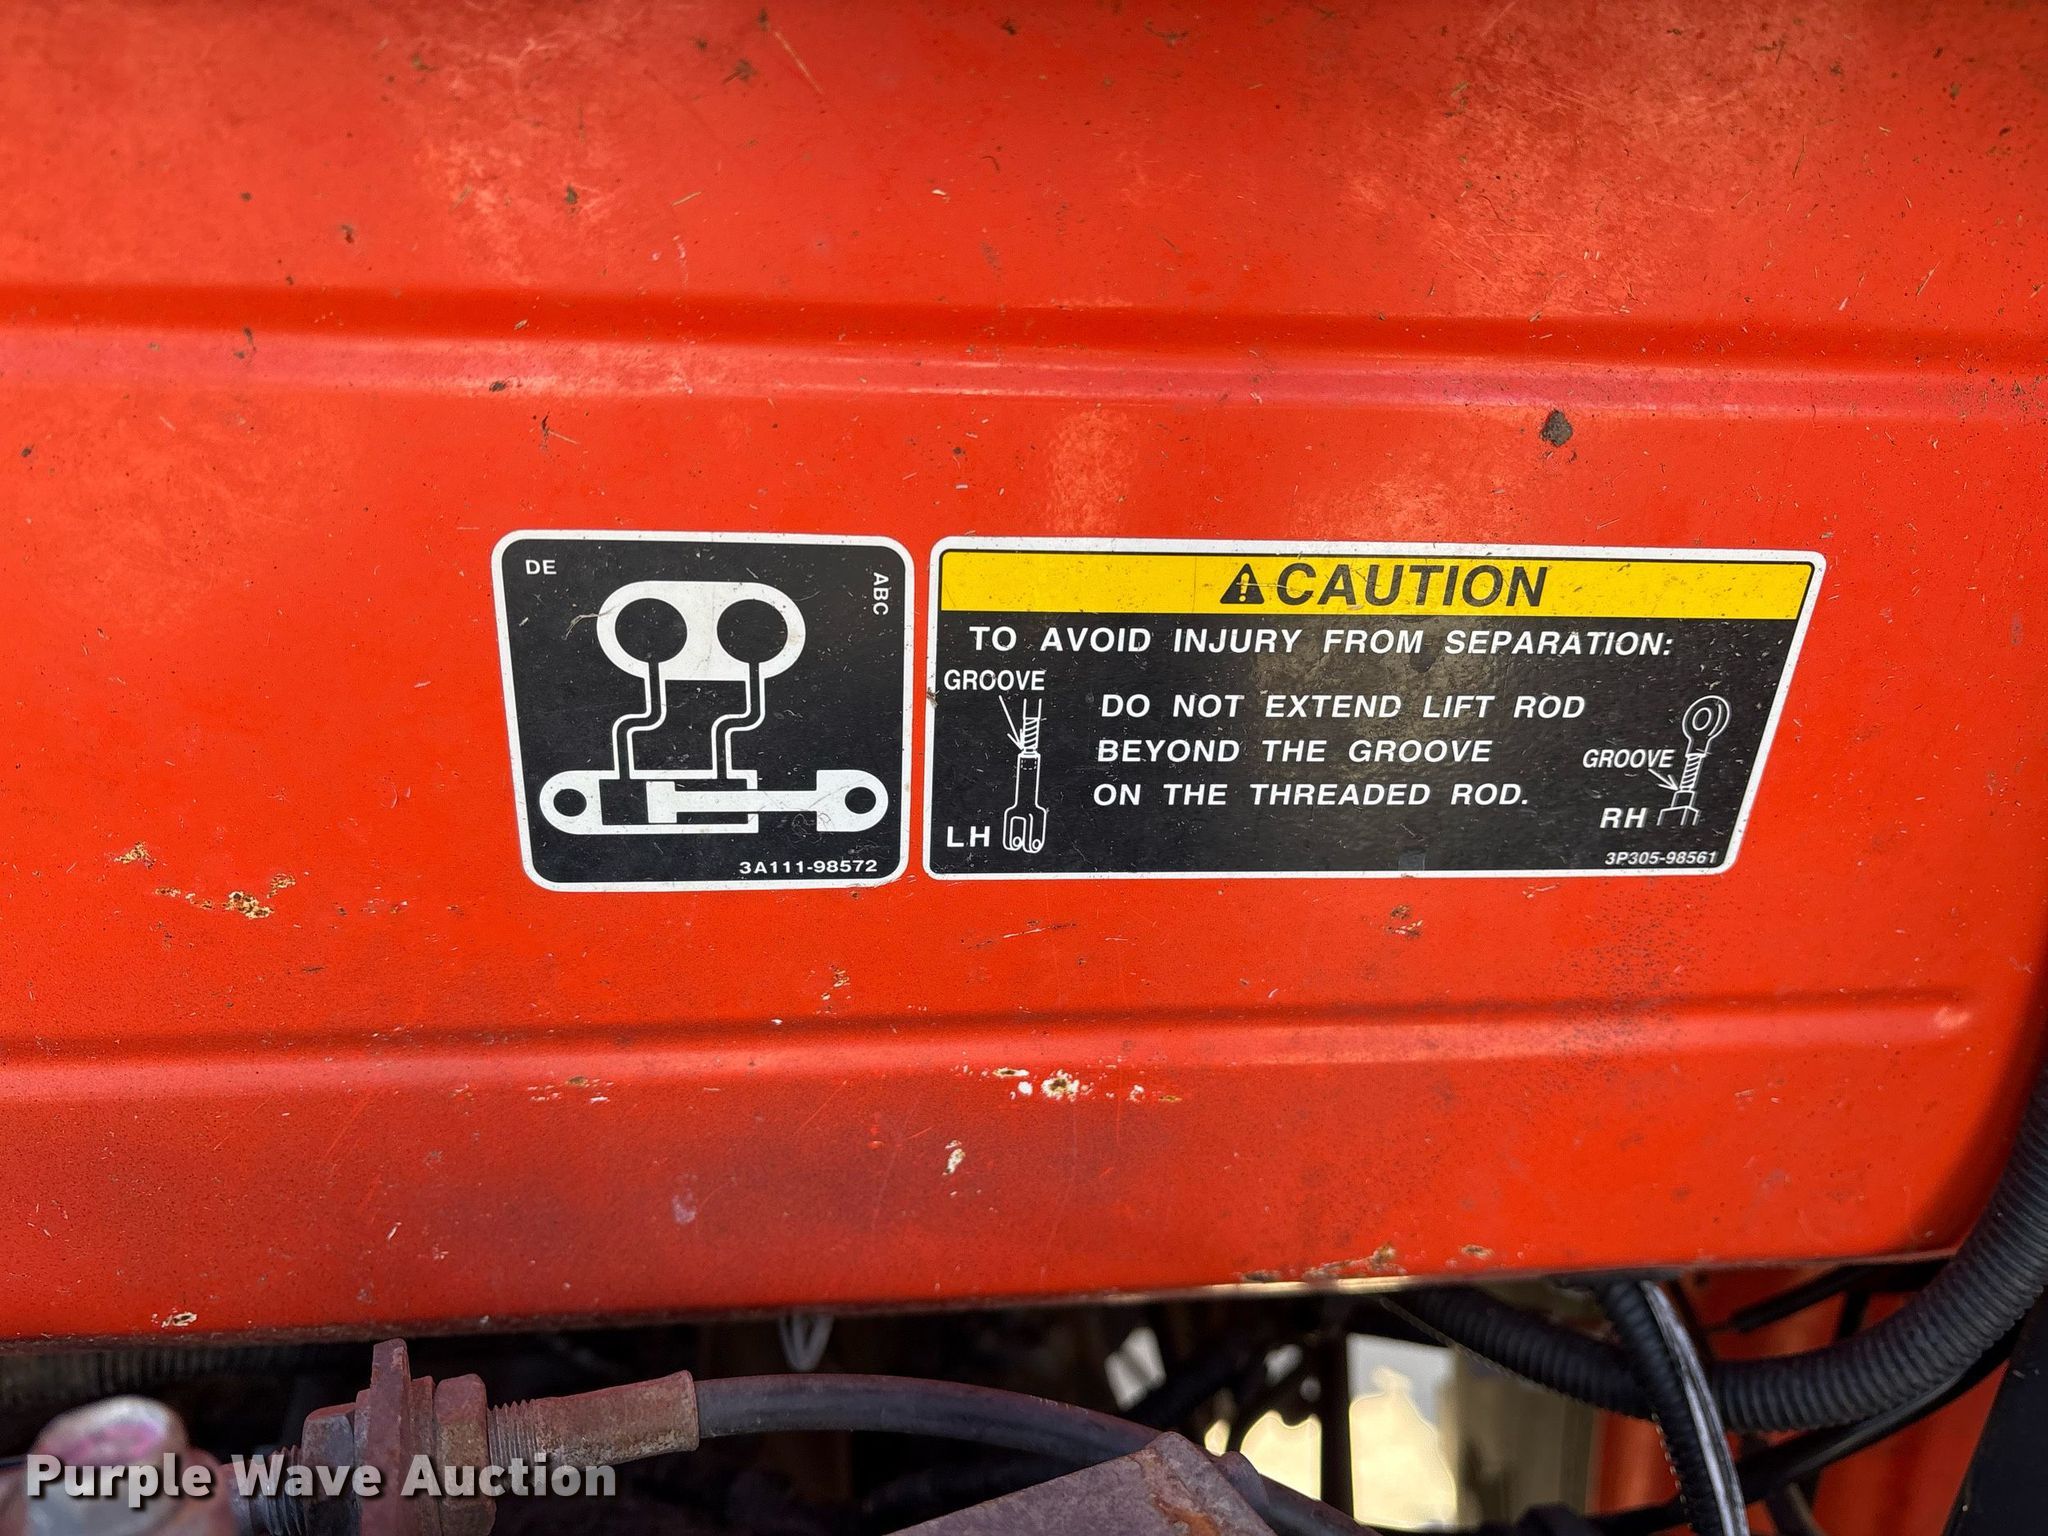 DE
ABC
3A111-98572
⚠CAUTION
TO AVOID INJURY FROM SEPARATION:
GROOVE
DO NOT EXTEND LIFT ROD
BEYOND THE GROOVE
ON THE THREADED ROD.
LH
GROOVE
RH
3P305-98561
Purple Wave Auction